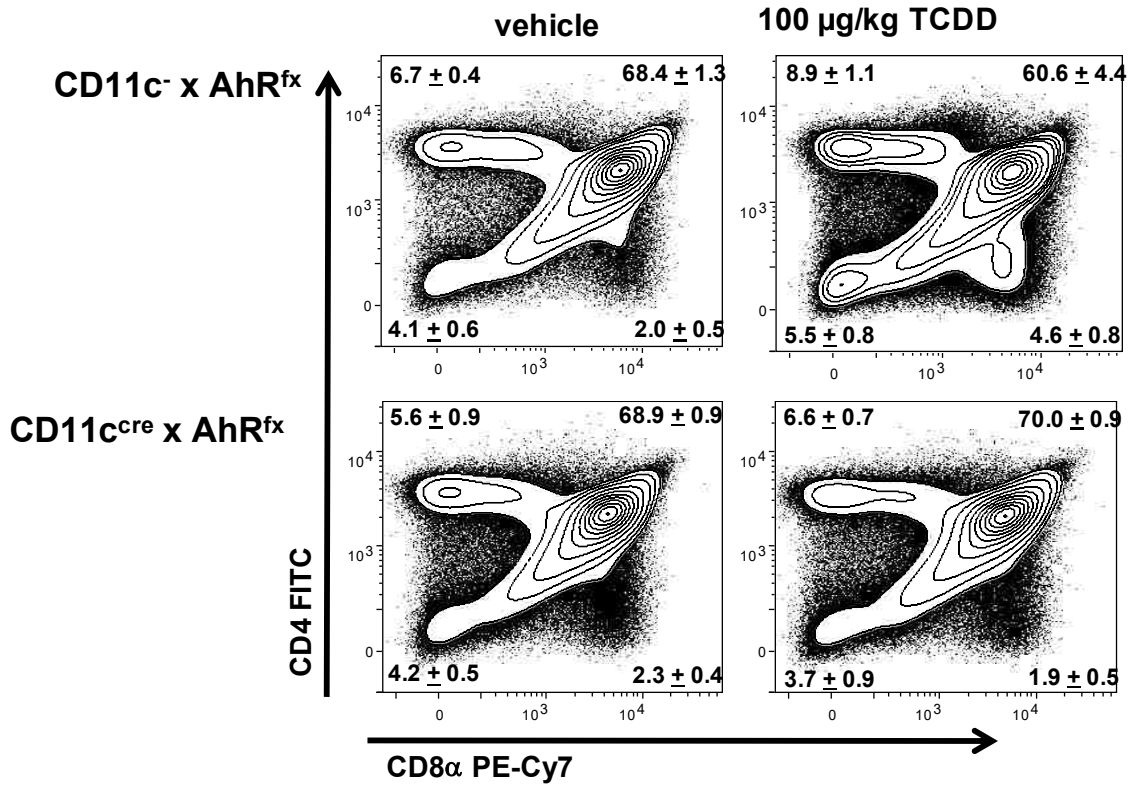 vehicle
100 µg/kg TCDD
CD11c- x AhRfx
6.7 ± 0.4
68.4 ± 1.3
8.9 ± 1.1
60.6 ± 4.4
10⁴
10³
0
10⁴
10³
0
4.1 ± 0.6
2.0 ± 0.5
5.5 ± 0.8
4.6 ± 0.8
0
10³
10⁴
0
10³
10⁴
CD11ccre x AhRfx
5.6 ± 0.9
68.9 ± 0.9
6.6 ± 0.7
70.0 ± 0.9
10⁴
10³
0
10⁴
10³
0
4.2 ± 0.5
2.3 ± 0.4
3.7 ± 0.9
1.9 ± 0.5
0
10³
10⁴
0
10³
10⁴
CD4 FITC
CD8α PE-Cy7